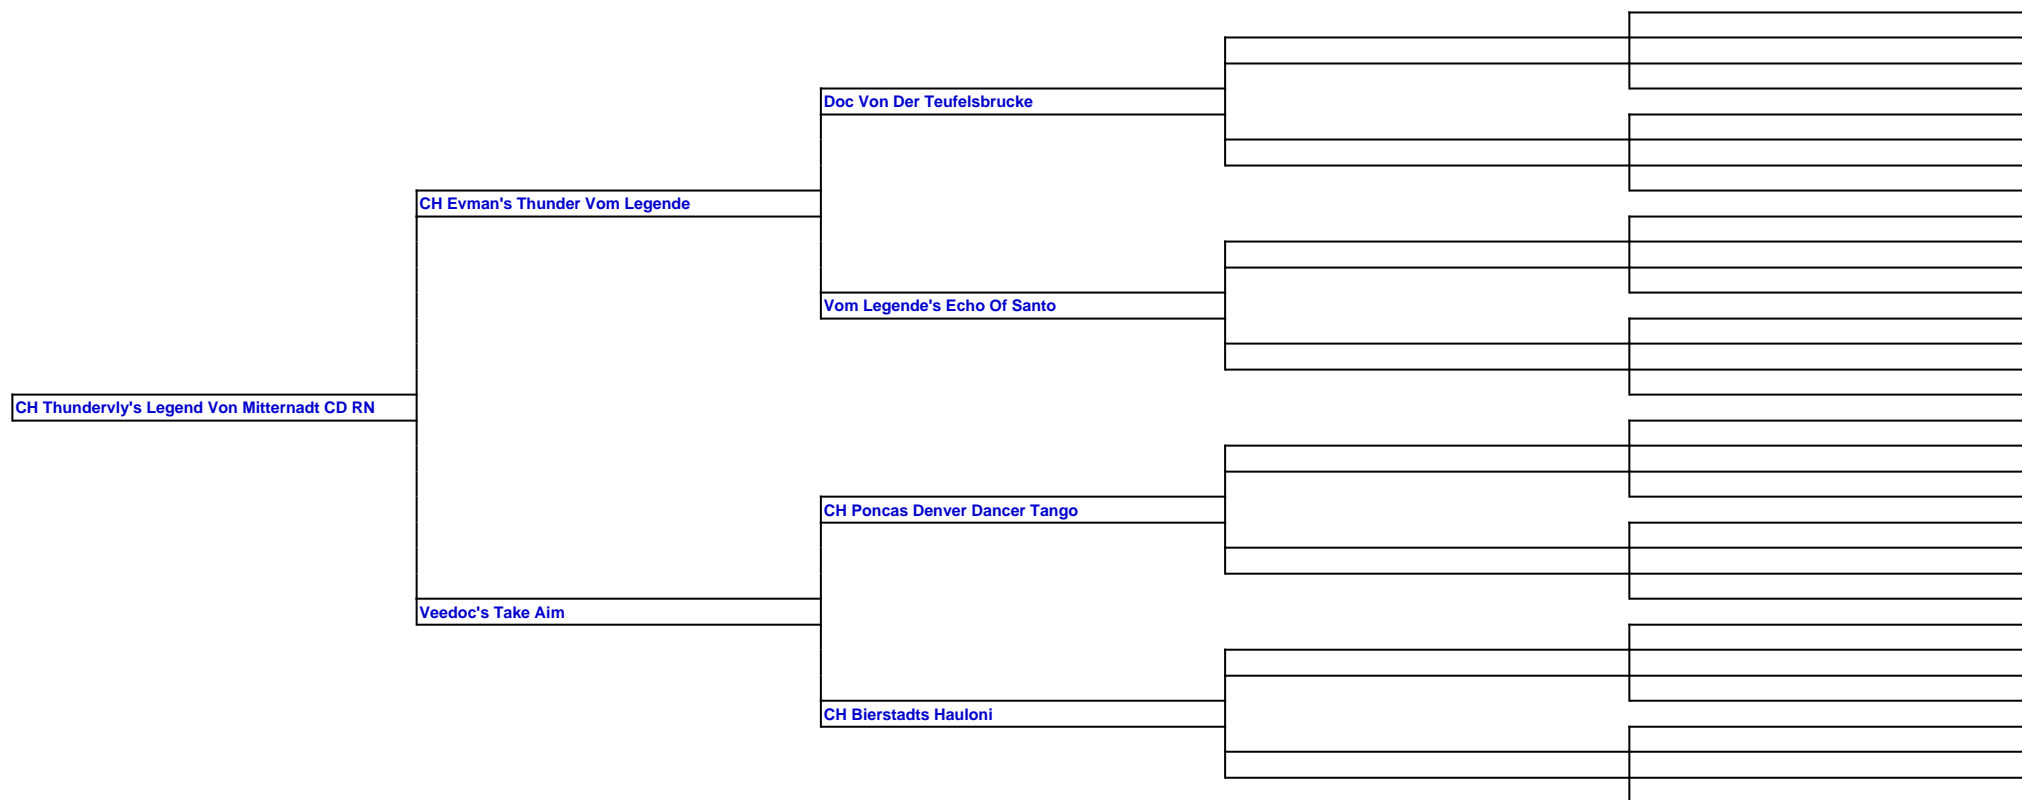 Doc Von Der Teufelsbrucke
CH Evman's Thunder Vom Legende
Vom Legende's Echo Of Santo
CH Thundervly's Legend Von Mitternadt CD RN
CH Poncas Denver Dancer Tango
Veedoc's Take Aim
CH Bierstadts Hauloni